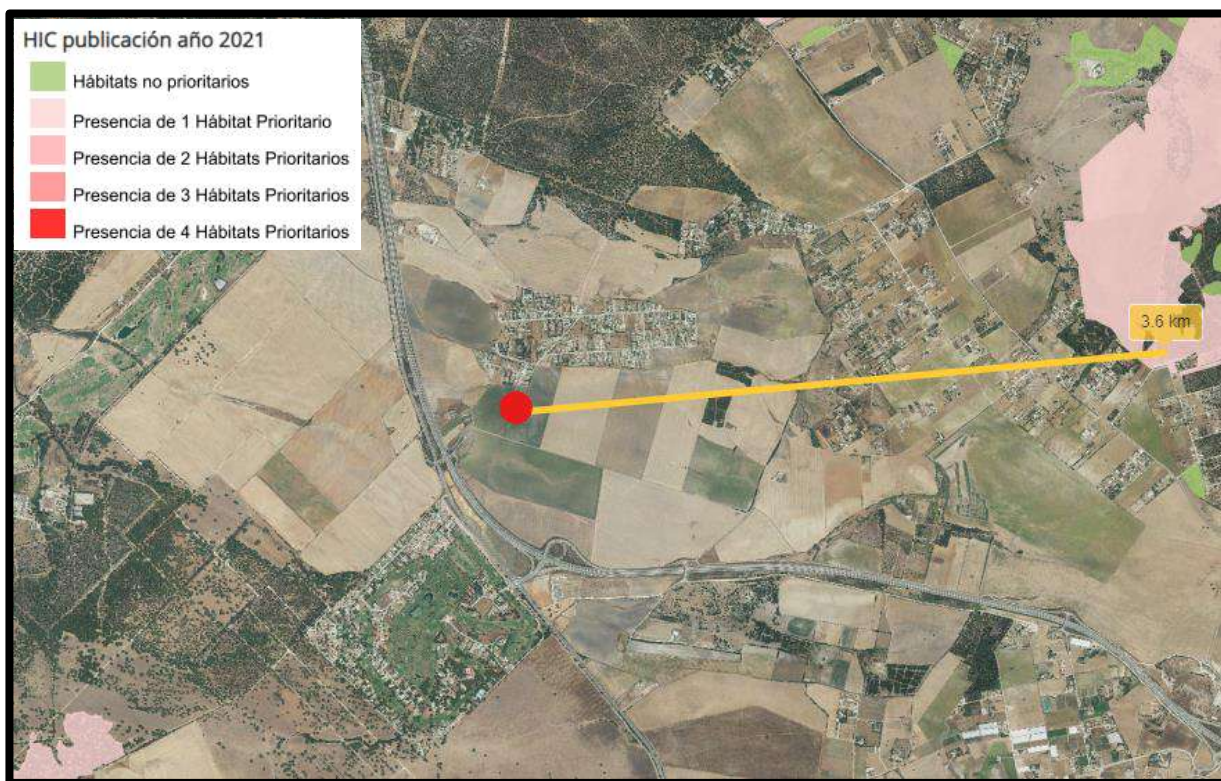 HIC publicación año 2021
Hábitats no prioritarios
Presencia de 1 Hábitat Prioritario
Presencia de 2 Hábitats Prioritarios
Presencia de 3 Hábitats Prioritarios
Presencia de 4 Hábitats Prioritarios
3.6 km